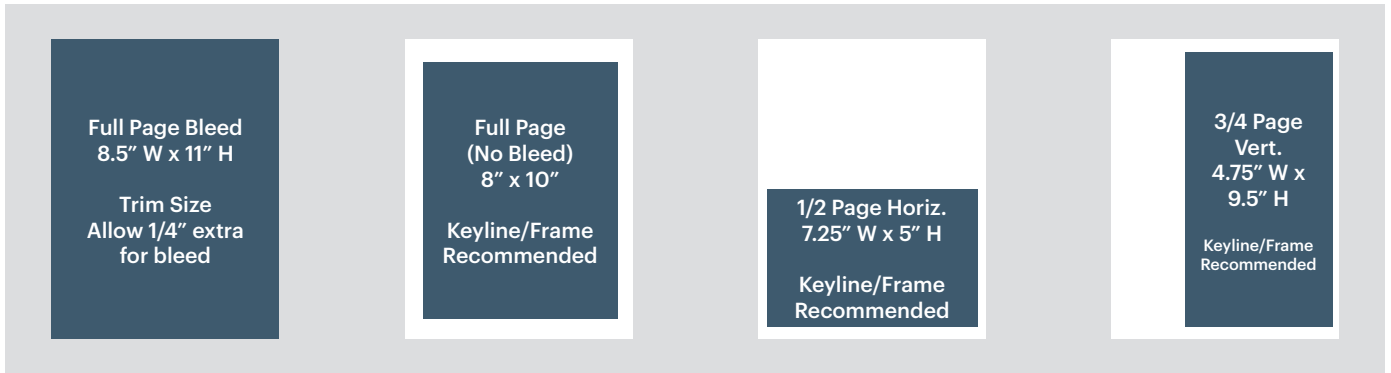 Full Page Bleed
8.5” W x 11” H
Trim Size
Allow 1/4” extra
for bleed
Full Page
(No Bleed)
8” x 10”
Keyline/Frame
Recommended
1/2 Page Horiz.
7.25” W x 5” H
Keyline/Frame
Recommended
3/4 Page
Vert.
4.75” W x
9.5” H
Keyline/Frame
Recommended